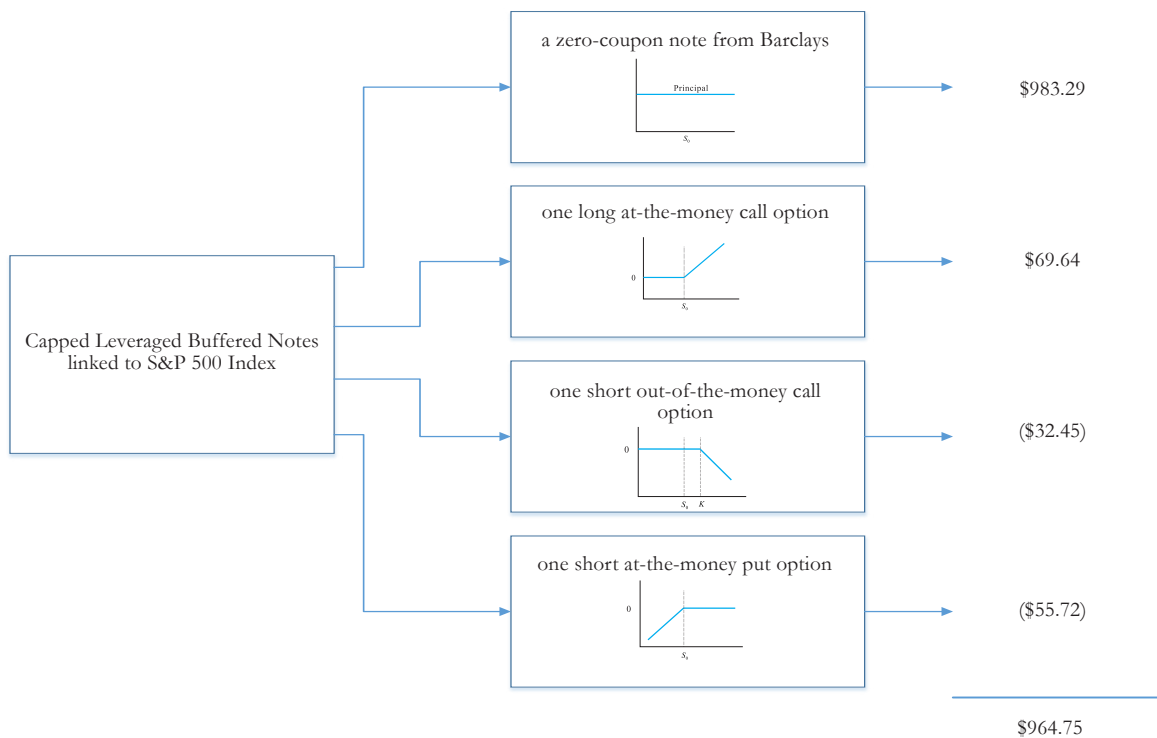 a zero-coupon note from Barclays
Principal
S₀
$983.29
one long at-the-money call option
0
S₀
$69.64
Capped Leveraged Buffered Notes
linked to S&P 500 Index
one short out-of-the-money call
option
0
S₀ K
($32.45)
one short at-the-money put option
0
S₀
($55.72)
$964.75